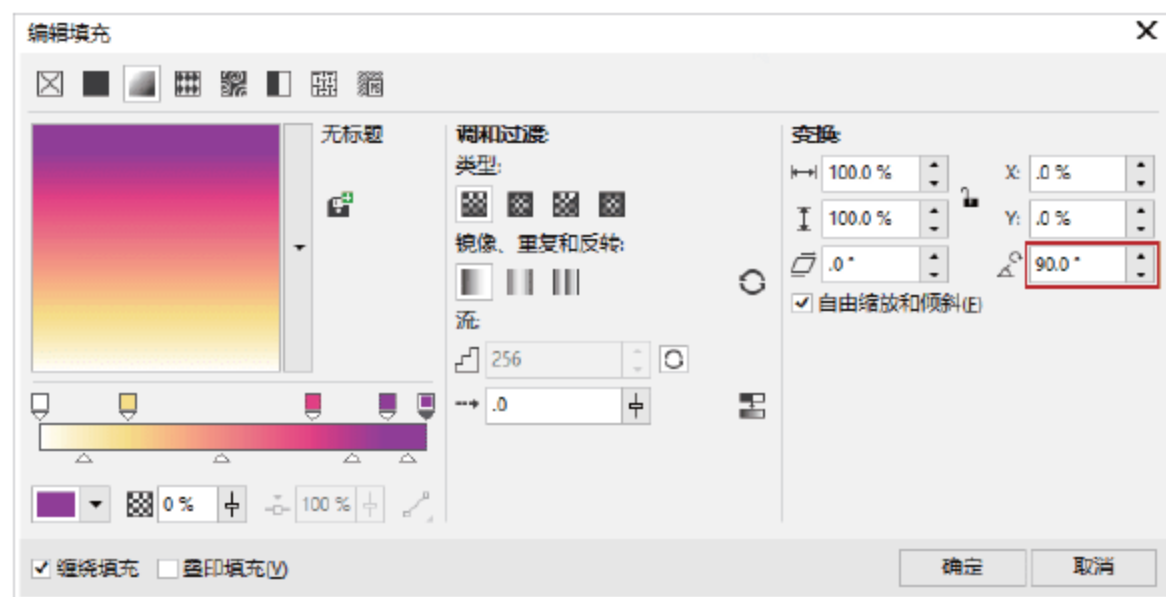 编辑填充
无标题
调和过渡:
类型:
镜像、重复和反转:
流:
256
.0
变换:
100.0 %
X: .0 %
100.0 %
Y: .0 %
.0 °
90.0 °
自由缩放和倾斜(F)
0 %
100 %
缠绕填充
叠印填充(V)
确定
取消